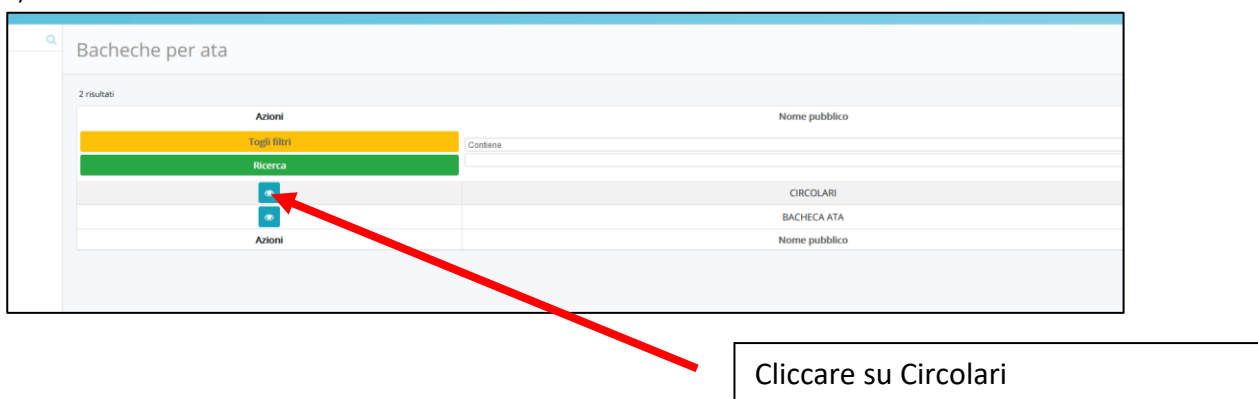 Bacheche per ata
2 risultati
Azioni Nome pubblico
Togli filtri Contiene
Ricerca
CIRCOLARI
BACHECA ATA
Azioni Nome pubblico
Cliccare su Circolari